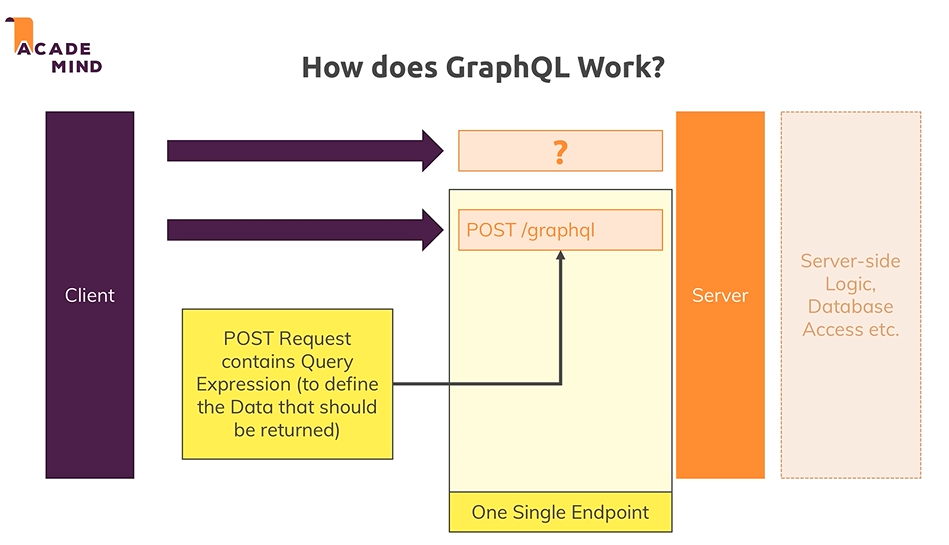 ACADE
MIND
How does GraphQL Work?
?
POST /graphql
Client
POST Request
contains Query
Expression (to define
the Data that should
be returned)
One Single Endpoint
Server
Server-side
Logic,
Database
Access etc.